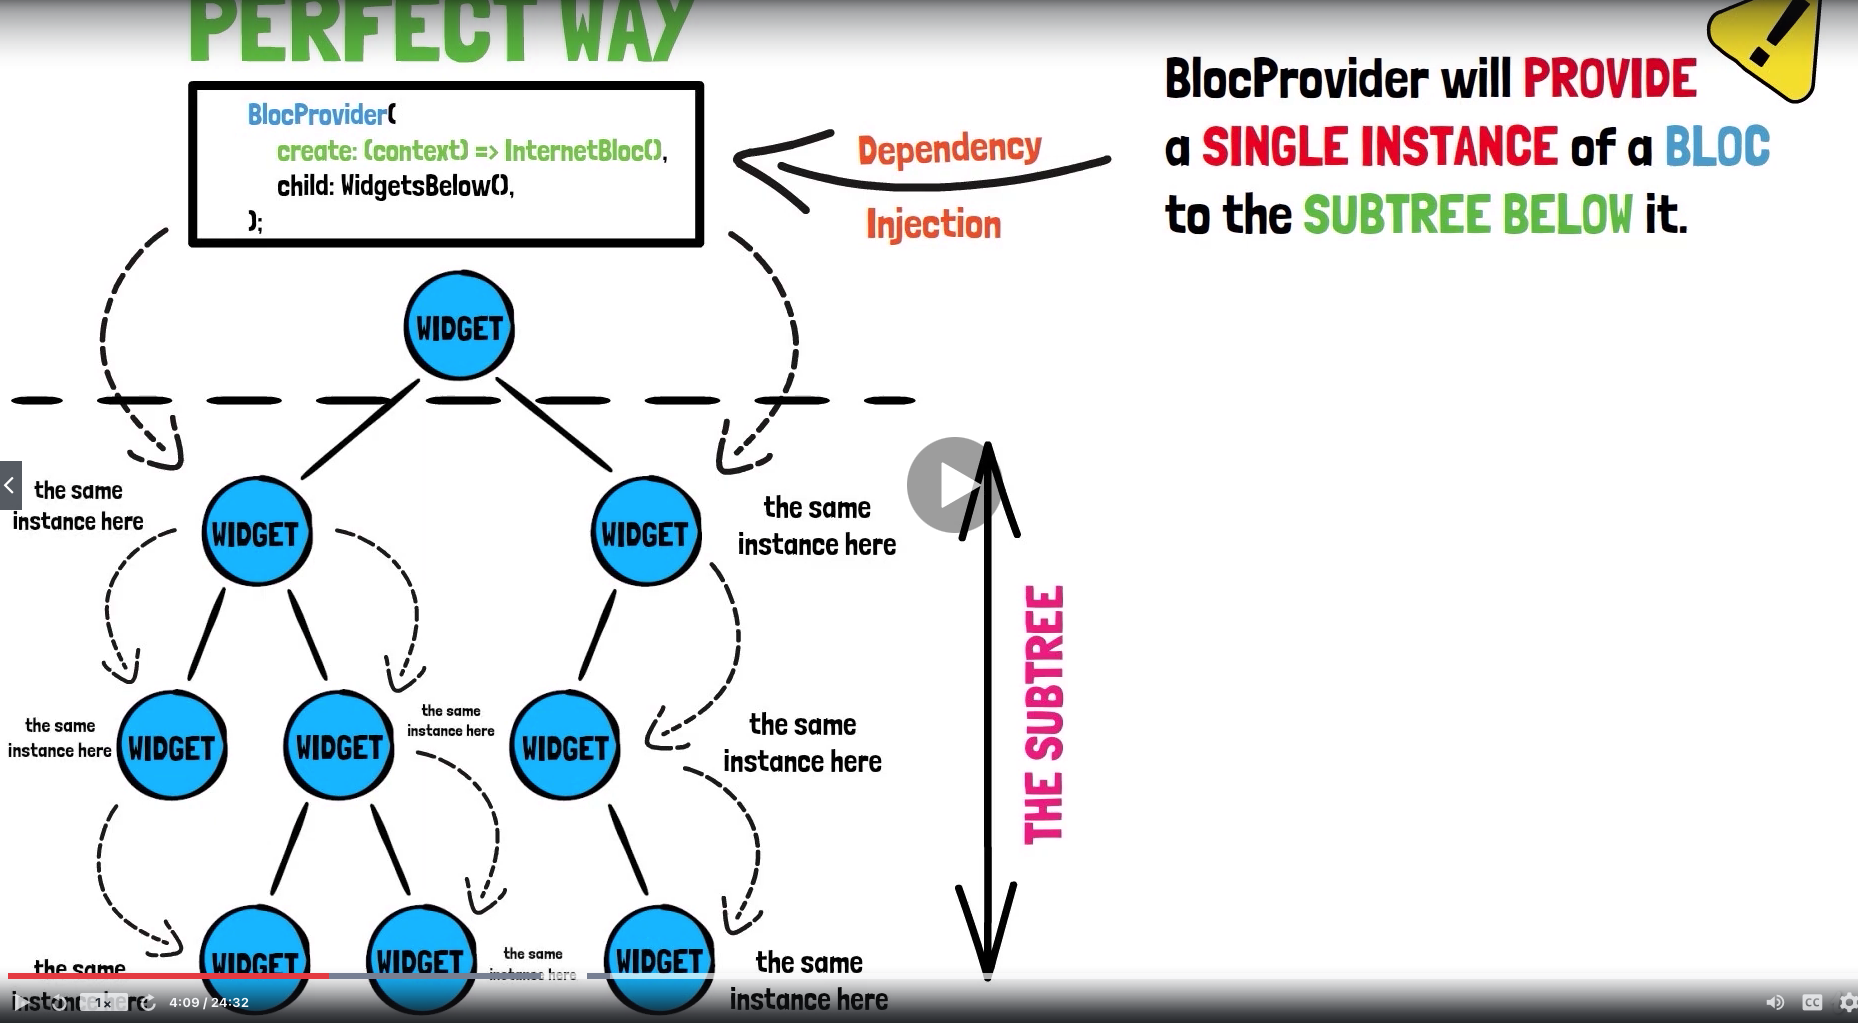 PERFECT WAY
BlocProvider(
create: (context) => InternetBloc(),
child: WidgetsBelow(),
);
Dependency
Injection
BlocProvider will PROVIDE
a SINGLE INSTANCE of a BLOC
to the SUBTREE BELOW it.
WIDGET
the same
instance here
WIDGET
WIDGET
the same
instance here
THE SUBTREE
the same
instance here
WIDGET
WIDGET
the same
instance here
WIDGET
the same
instance here
the same
instance here
WIDGET
WIDGET
the same
instance here
WIDGET
the same
instance here
1x
4:09 / 24:32
CC